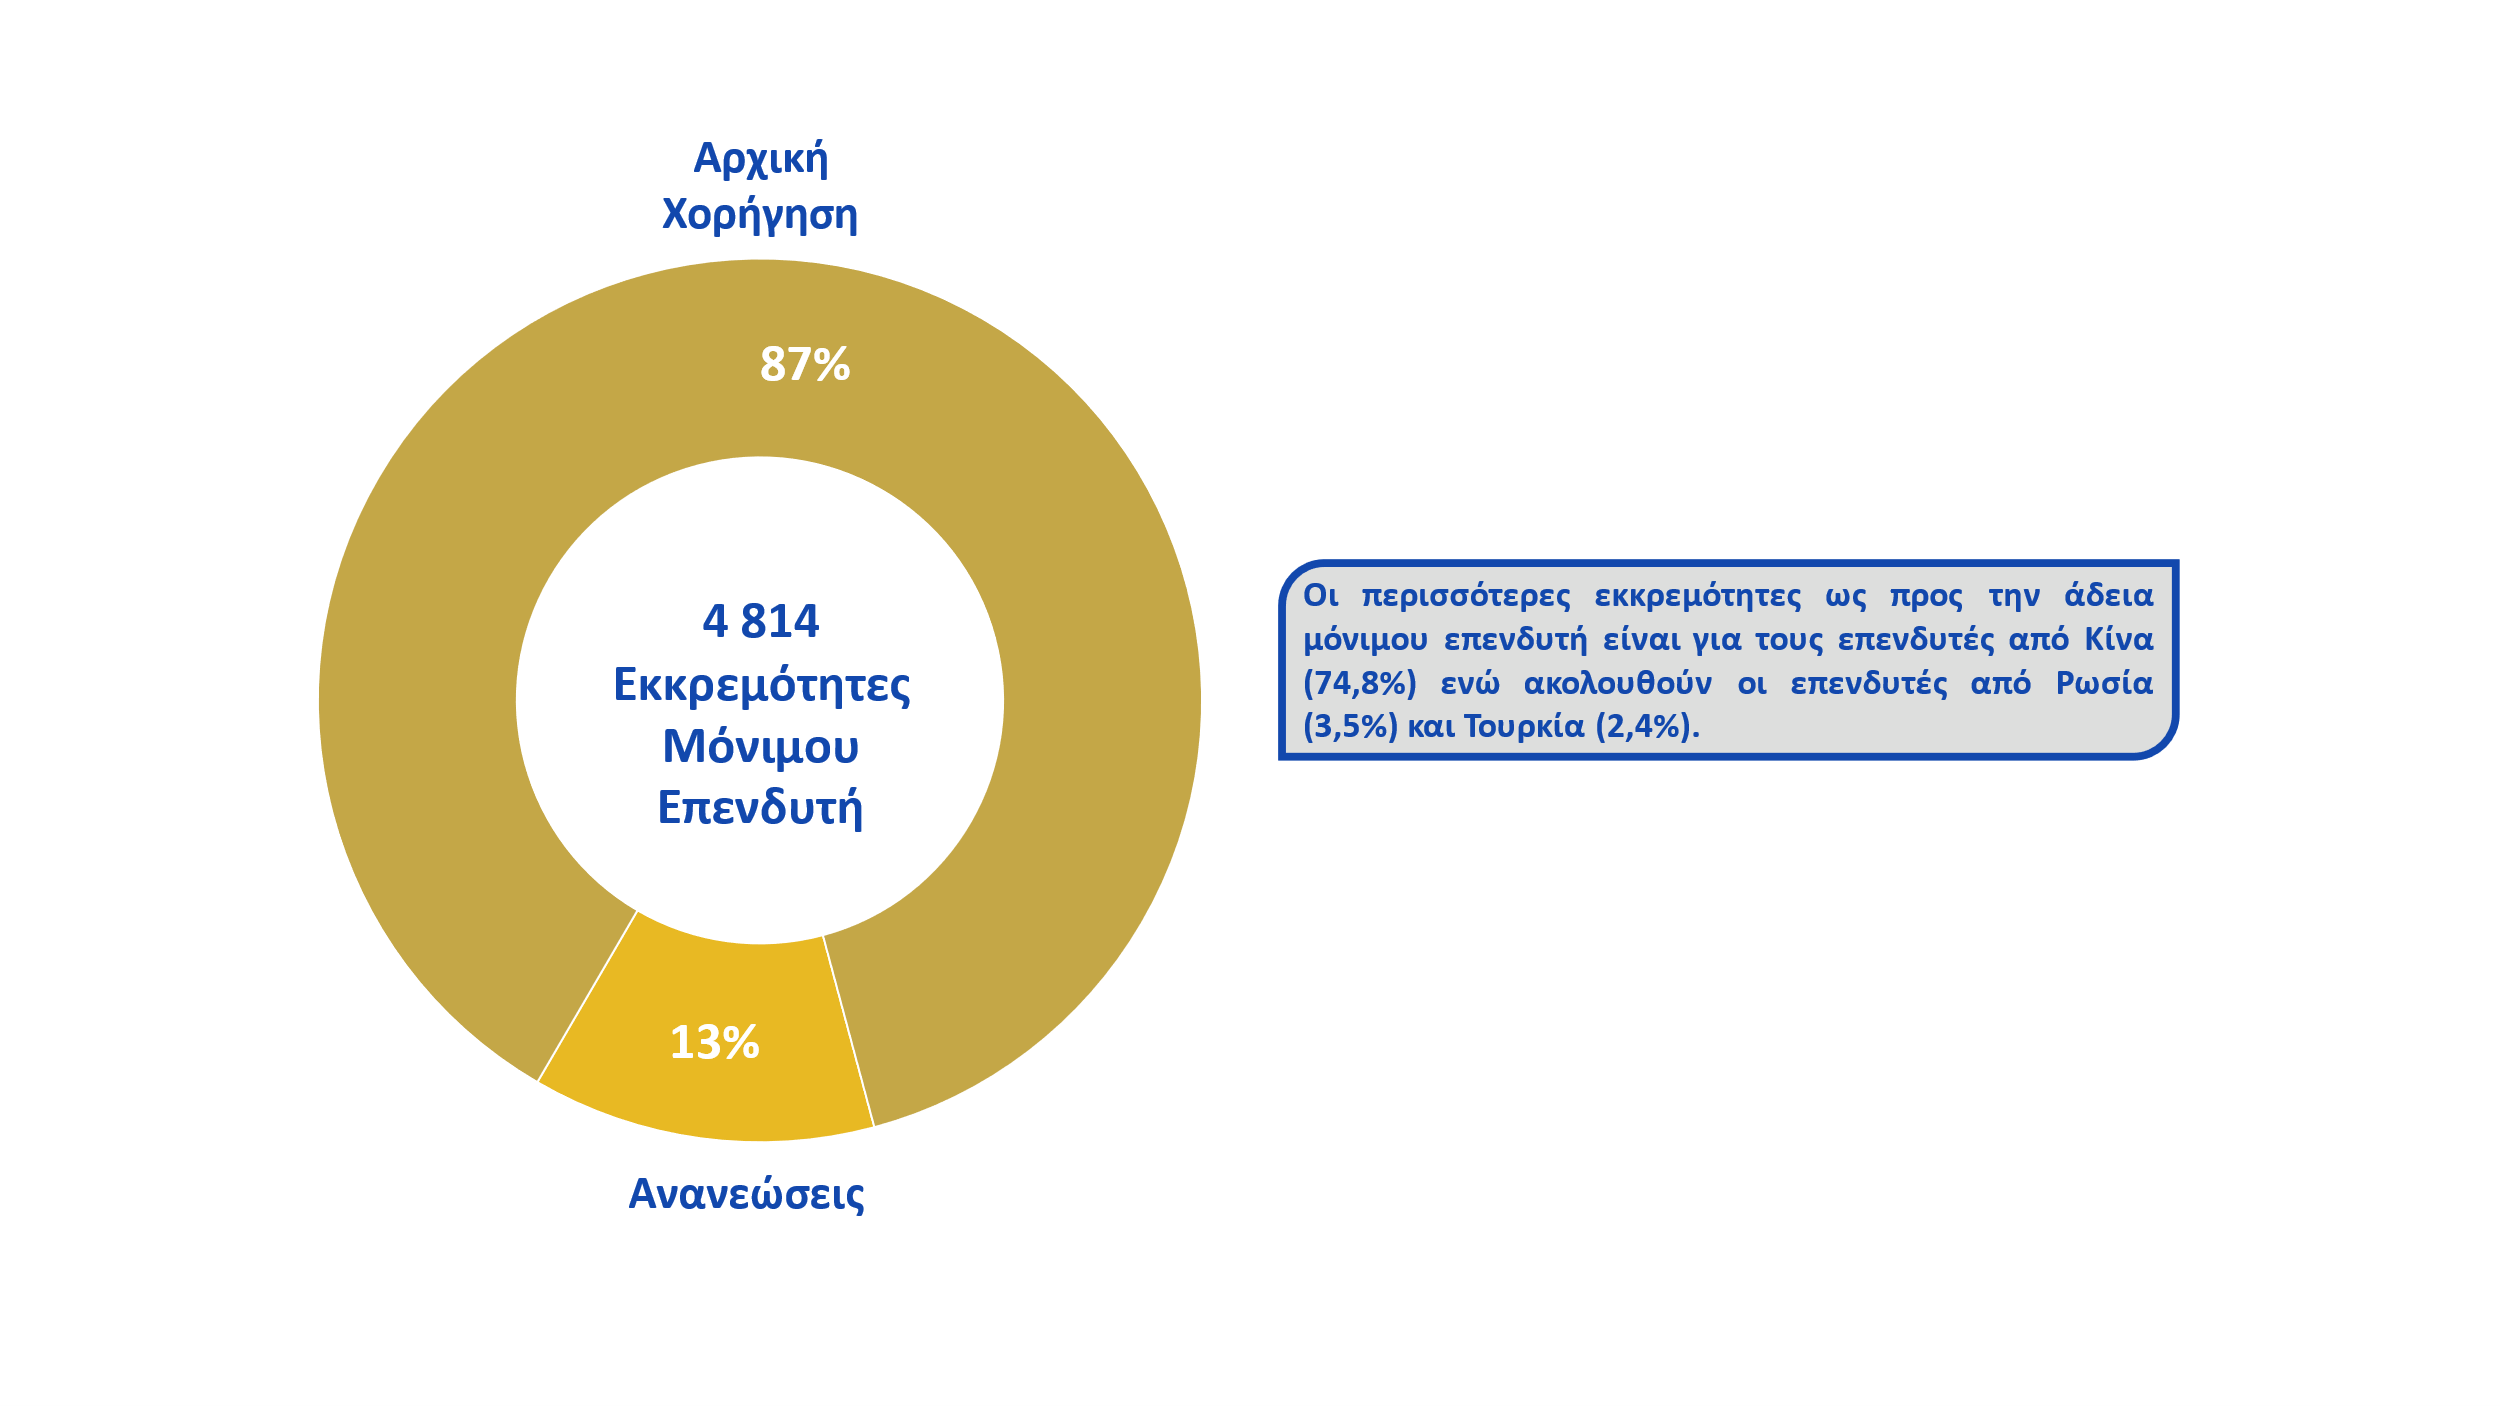 Αρχική
Χορήγηση
87%
4 814
Εκκρεμότητες
Μόνιμου
Επενδυτή
13%
Ανανεώσεις
Οι περισσότερες εκκρεμότητες ως προς την άδεια
μόνιμου επενδυτή είναι για τους επενδυτές από Κίνα
(74,8%) ενώ ακολουθούν οι επενδυτές από Ρωσία
(3,5%) και Τουρκία (2,4%).